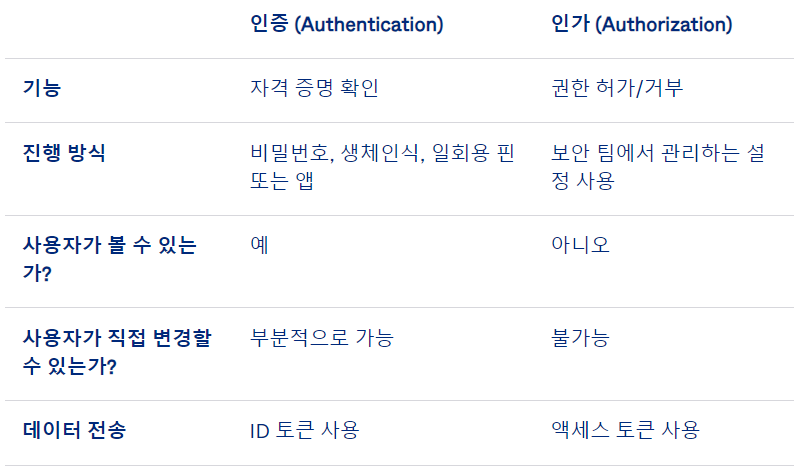 인증 (Authentication) 인가 (Authorization)
기능 자격 증명 확인 권한 허가/거부
진행 방식 비밀번호, 생체인식, 일회용 핀 보안 팀에서 관리하는 설
또는 앱 정 사용
사용자가 볼 수 있는 예 아니오
가?
사용자가 직접 변경할 부분적으로 가능 불가능
수 있는가?
데이터 전송 ID 토큰 사용 액세스 토큰 사용